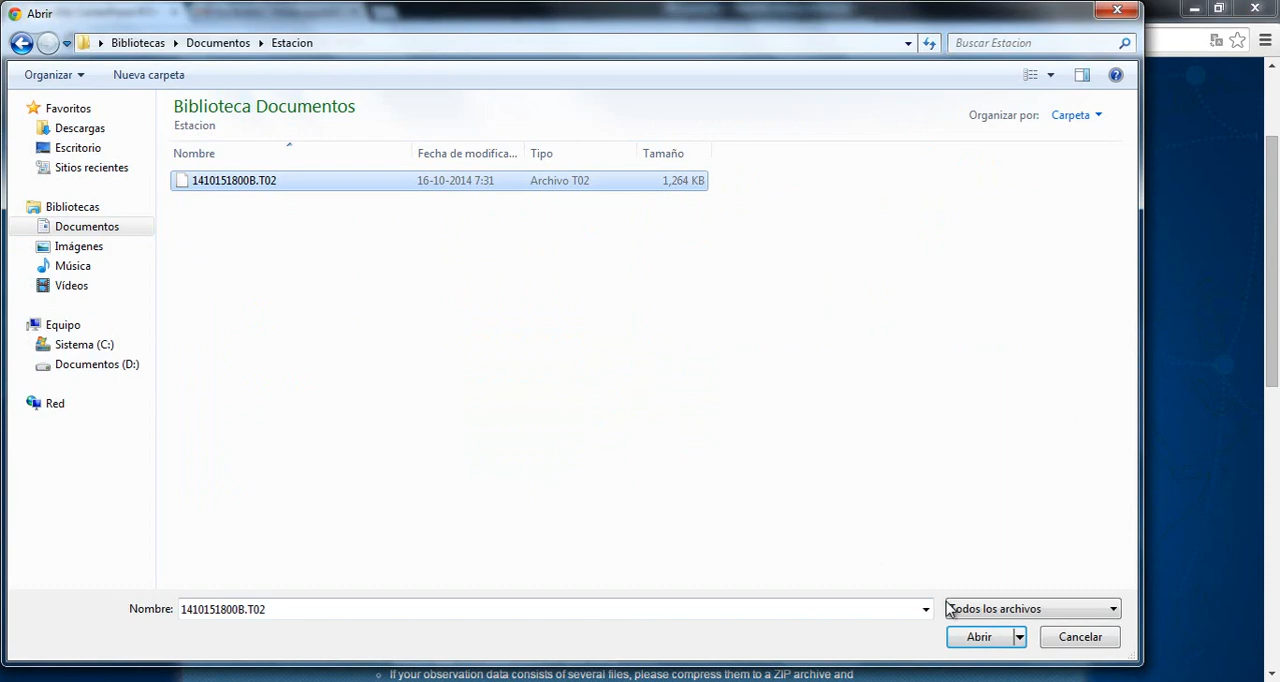 Abrir
Bibliotecas Documentos Estacion
Buscar Estacion
Organizar Nueva carpeta
Favoritos
Descargas
Escritorio
Sitios recientes
Bibliotecas
Documentos
Imágenes
Música
Vídeos
Equipo
Sistema (C:)
Documentos (D:)
Red
Biblioteca Documentos
Estacion
Organizar por: Carpeta
Nombre Fecha de modifica... Tipo Tamaño
1410151800B.T02 16-10-2014 7:31 Archivo T02 1,264 KB
Nombre: 1410151800B.T02
Todos los archivos
Abrir Cancelar
If your observation data consists of several files, please compress them to a ZIP archive and